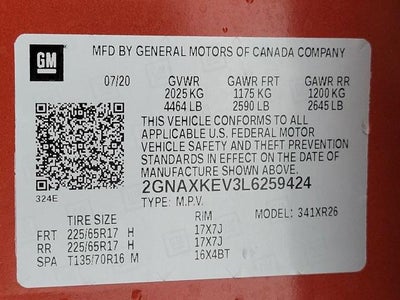 GM
MFD BY GENERAL MOTORS OF CANADA COMPANY
07/20 GVWR GAWR FRT GAWR RR
2025 KG 1175 KG 1200 KG
4464 LB 2590 LB 2645 LB
THIS VEHICLE CONFORMS TO ALL
APPLICABLE U.S. FEDERAL MOTOR
VEHICLE SAFETY AND THEFT PREVENTION
STANDARDS IN EFFECT ON THE DATE OF
MANUFACTURE SHOWN ABOVE.
324E
2GNAXKEV3L6259424
TYPE: M.P.V. MODEL: 341XR26
TIRE SIZE RIM
FRT 225/65R17 H 17X7J
RR 225/65R17 H 17X7J
SPA T135/70R16 M 16X4BT